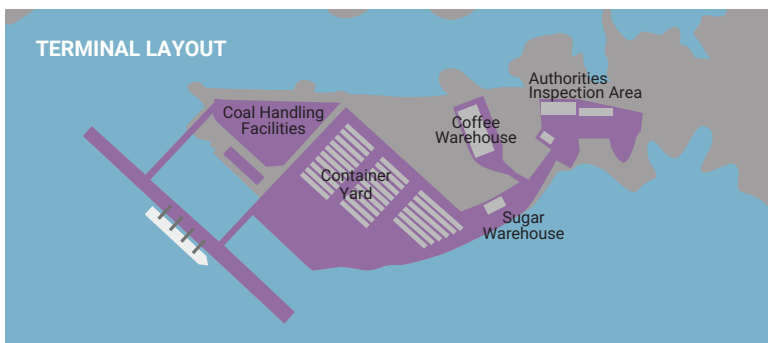 TERMINAL LAYOUT
Authorities
Inspection Area
Coal Handling
Facilities
Coffee
Warehouse
Container
Yard
Sugar
Warehouse